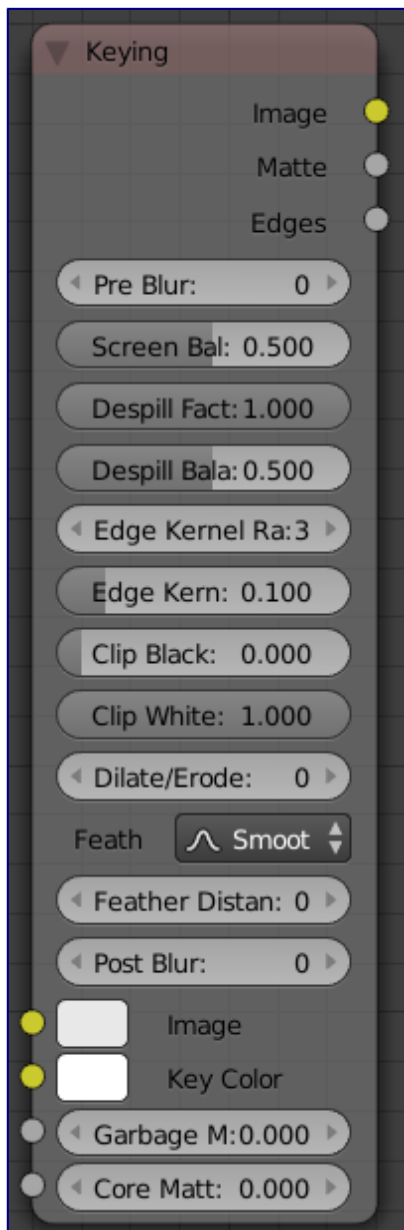 Keying
Image
Matte
Edges
Pre Blur: 0
Screen Bal: 0.500
Despill Fact: 1.000
Despill Bala: 0.500
Edge Kernel Ra: 3
Edge Kern: 0.100
Clip Black: 0.000
Clip White: 1.000
Dilate/Erode: 0
Feath Smoot
Feather Distan: 0
Post Blur: 0
Image
Key Color
Garbage M: 0.000
Core Matt: 0.000